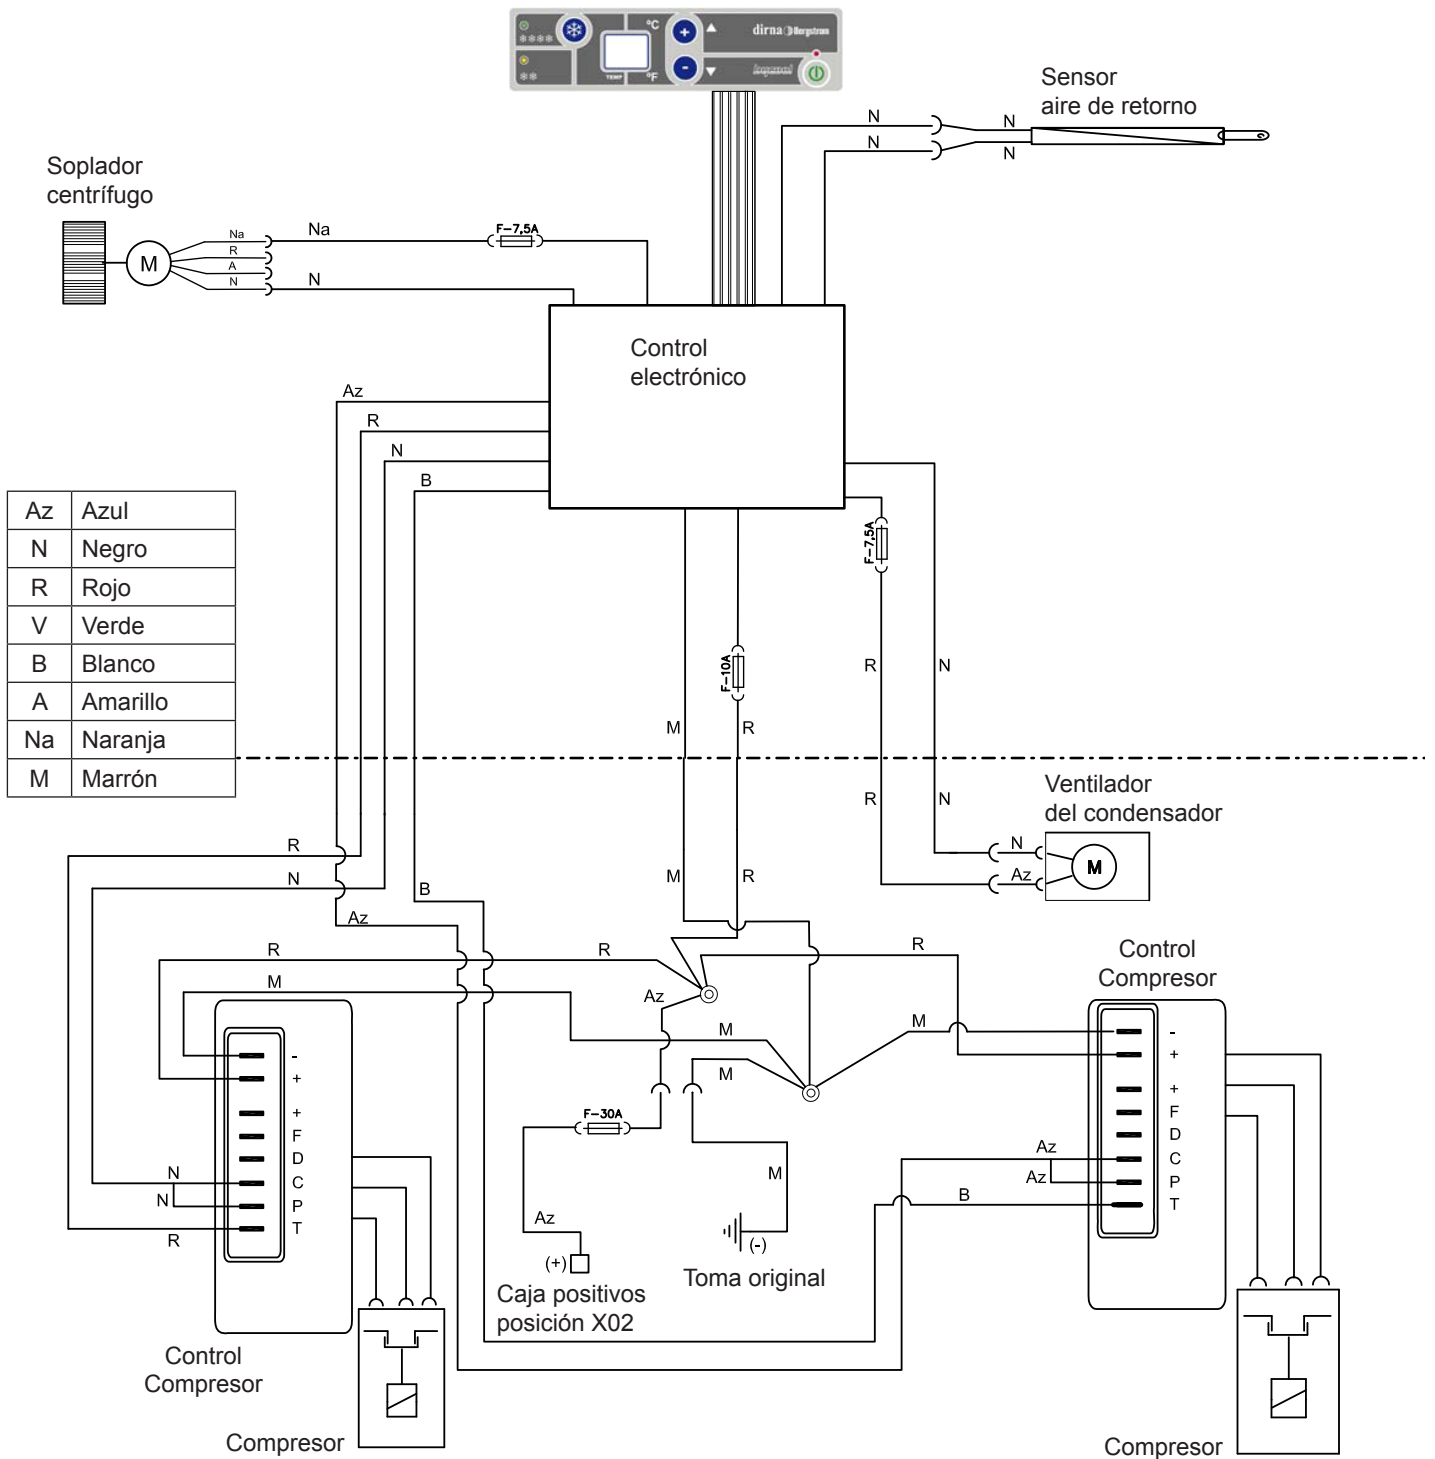 °C
+
dirna Bergstrom
TEMP
°F
-
Sensor
aire de retorno
N
N
N
N
Soplador
centrífugo
M
Na
R
A
N
Na
N
F-7,5A
Control
electrónico
Az
R
N
B
Az Azul
N Negro
R Rojo
V Verde
B Blanco
A Amarillo
Na Naranja
M Marrón
F-7,5A
F-10A
R
N
M
R
R
N
Ventilador
del condensador
N
Az
M
R
N
M
R
B
Az
R
R
R
M
Az
M
M
M
Control
Compresor
-
+
+
F
D
C
P
T
-
+
+
F
D
C
P
T
N
N
R
F-30A
Az
(+)
M
(-)
Az
Az
B
Toma original
Caja positivos
posición X02
Control
Compresor
Compresor
Compresor